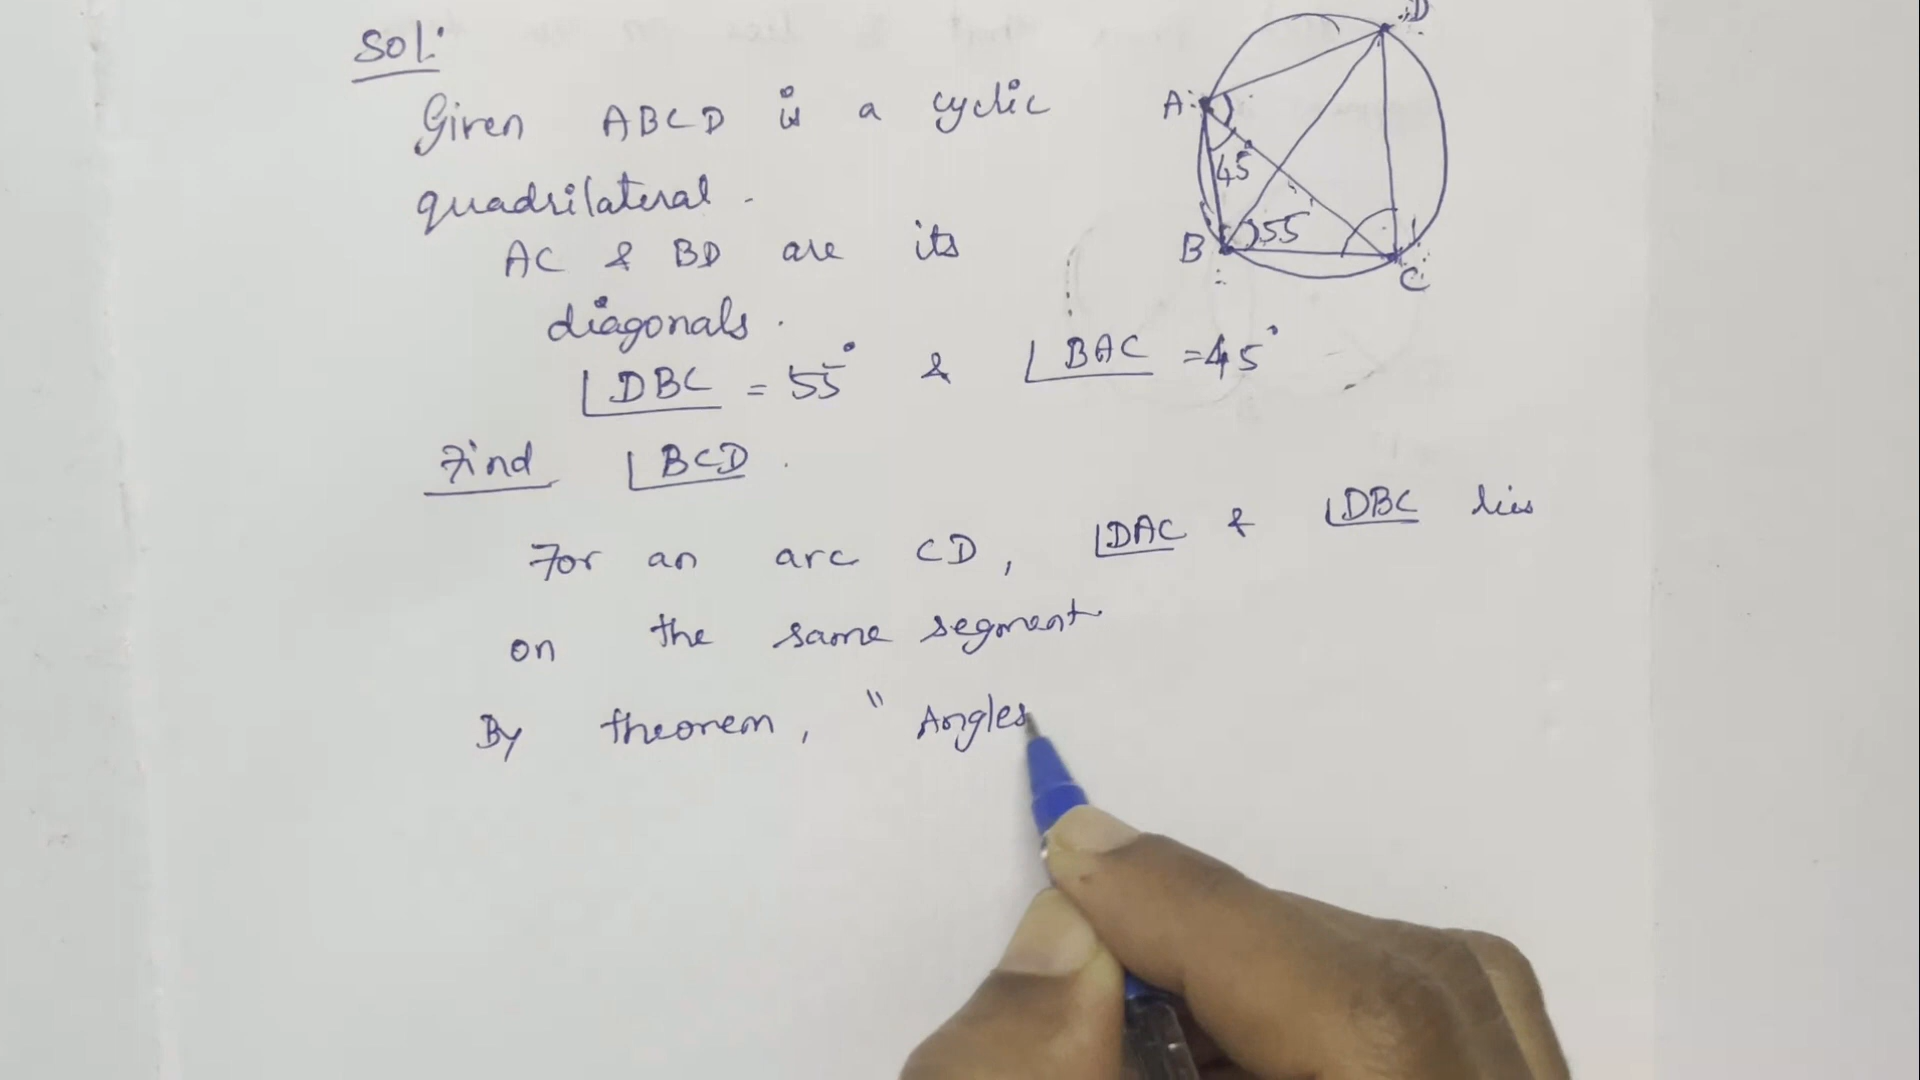 Sol:
Given ABCD is a cyclic
quadrilateral.
AC & BD are its
diagonals.
∠DBC = 55° & ∠BAC = 45°
Find ∠BCD.
For an arc CD, ∠DAC & ∠DBC lies
on the same segment
By theorem, " Angles
D
A
45°
B
55
C